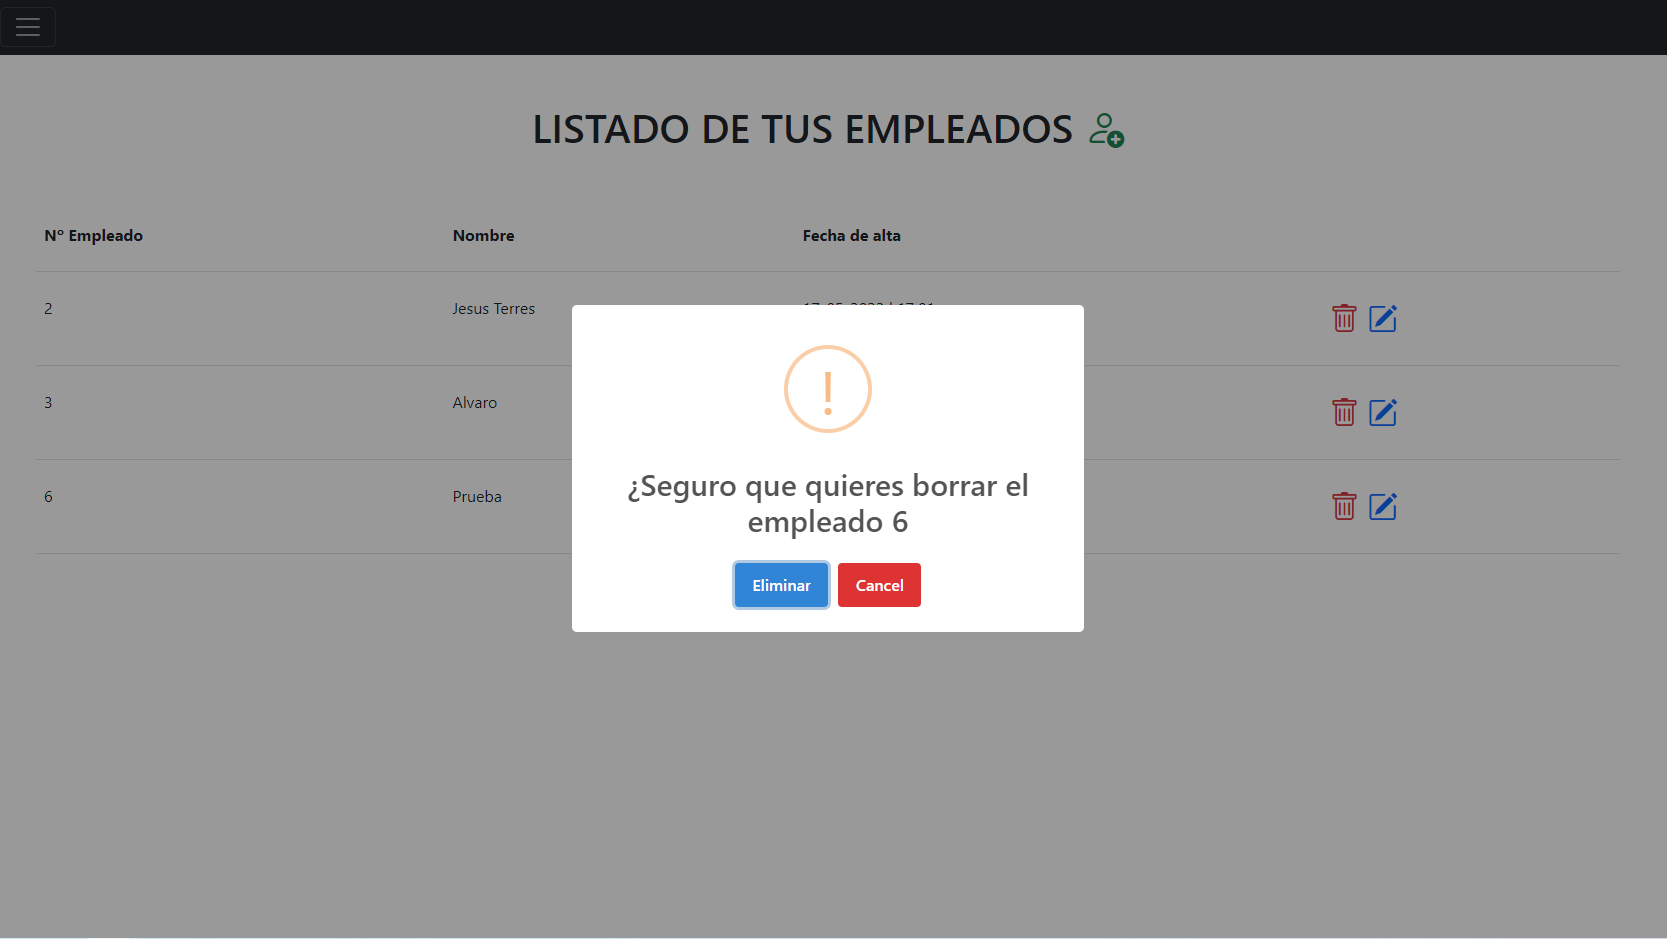 LISTADO DE TUS EMPLEADOS
Nº Empleado Nombre Fecha de alta
2 Jesus Terres
3 Alvaro
6 Prueba
!
¿Seguro que quieres borrar el
empleado 6
Eliminar Cancel